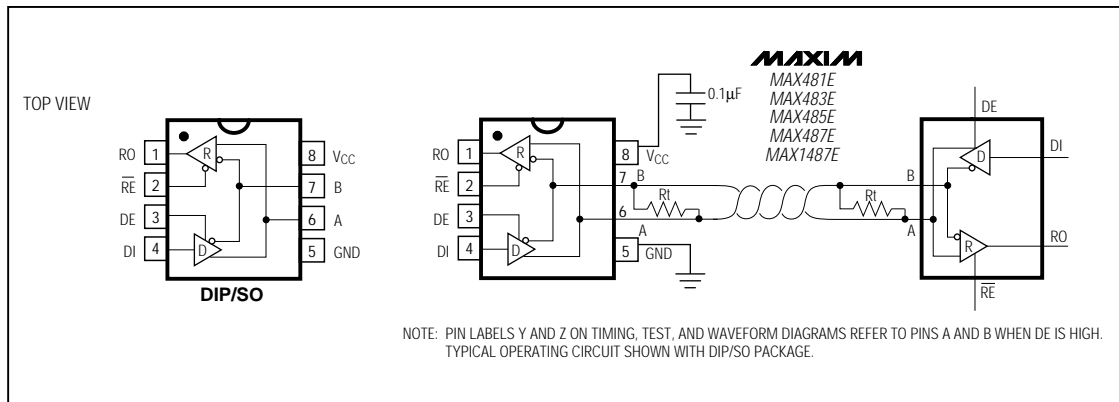 TOP VIEW
RO 1
RE 2
DE 3
DI 4
8 VCC
7 B
6 A
5 GND
R
D
DIP/SO
RO 1
RE 2
DE 3
DI 4
R
D
8
VCC
7 B
6
A
5
GND
0.1µF
Rt
MAXIM
MAX481E
MAX483E
MAX485E
MAX487E
MAX1487E
Rt
B
A
DE
D
DI
R
RO
RE
NOTE: PIN LABELS Y AND Z ON TIMING, TEST, AND WAVEFORM DIAGRAMS REFER TO PINS A AND B WHEN DE IS HIGH.
TYPICAL OPERATING CIRCUIT SHOWN WITH DIP/SO PACKAGE.